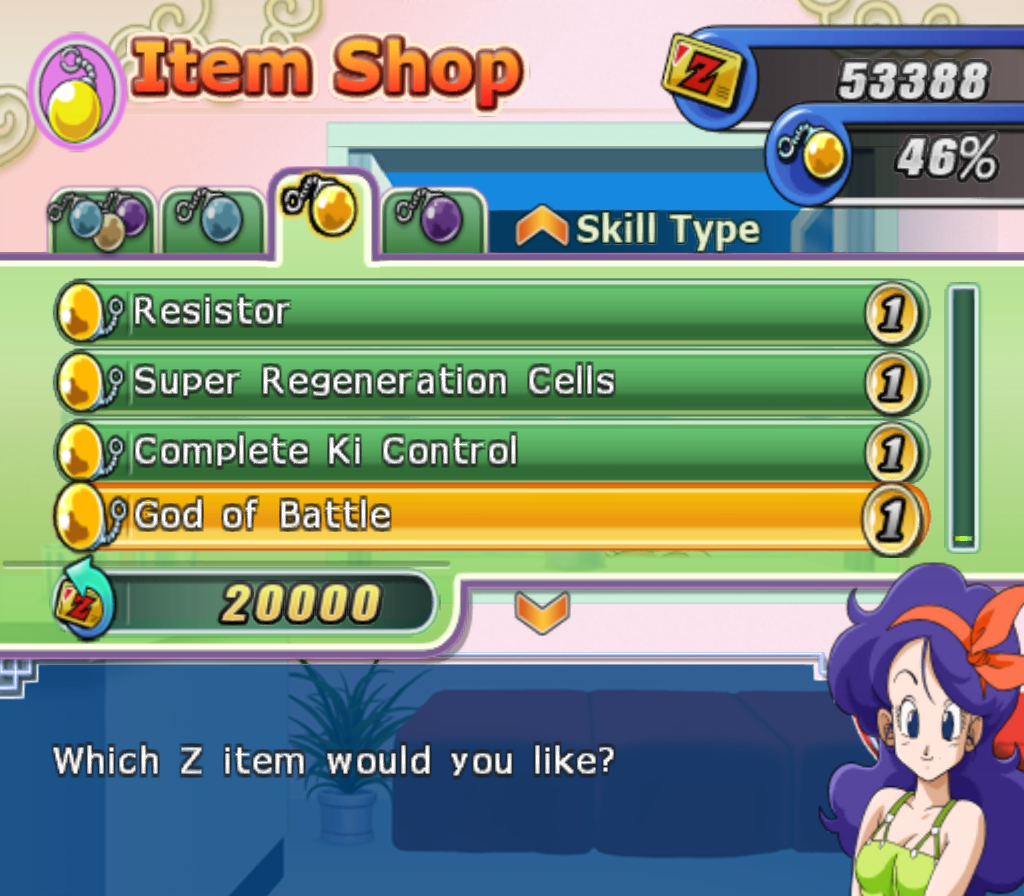 Item Shop
Z 53388
46%
Skill Type
Resistor 1
Super Regeneration Cells 1
Complete Ki Control 1
God of Battle 1
Z 20000
Which Z item would you like?